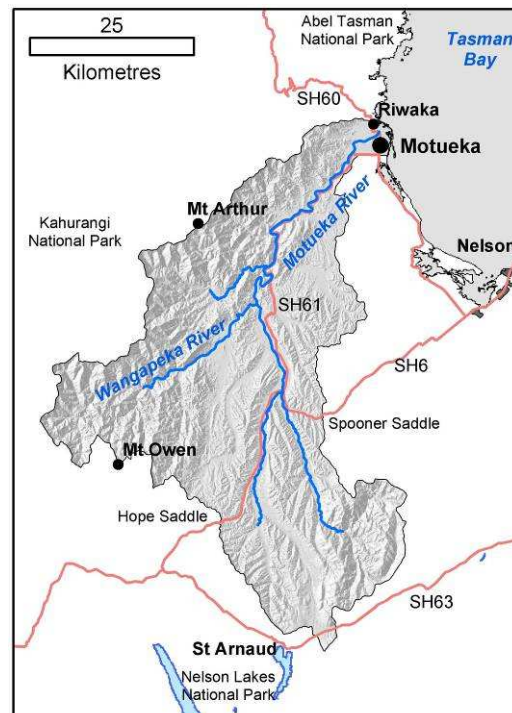 25
Kilometres
Abel Tasman
National Park
Tasman
Bay
SH60
Riwaka
Motueka
Mt Arthur
Kahurangi
National Park
Motueka River
Nelson
SH61
Wangapeka River
SH6
Spooner Saddle
Mt Owen
Hope Saddle
SH63
St Arnaud
Nelson Lakes
National Park